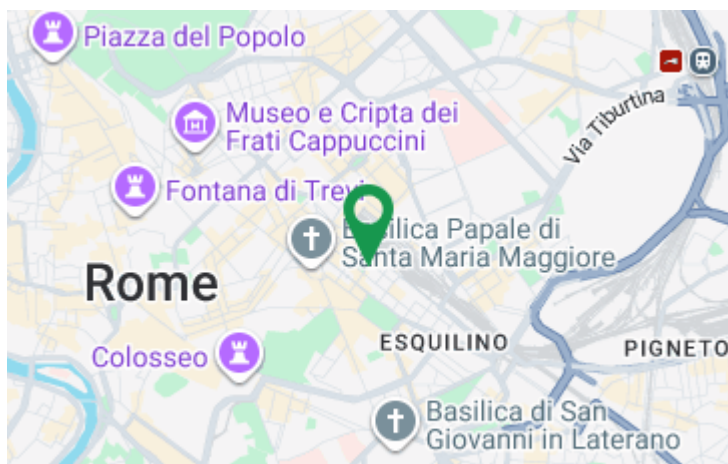 Piazza del Popolo
Museo e Cripta dei
Frati Cappuccini
Via Tiburtina
Fontana di Trevi
Basilica Papale di
Santa Maria Maggiore
Rome
ESQUILINO
PIGNETO
Colosseo
Basilica di San
Giovanni in Laterano